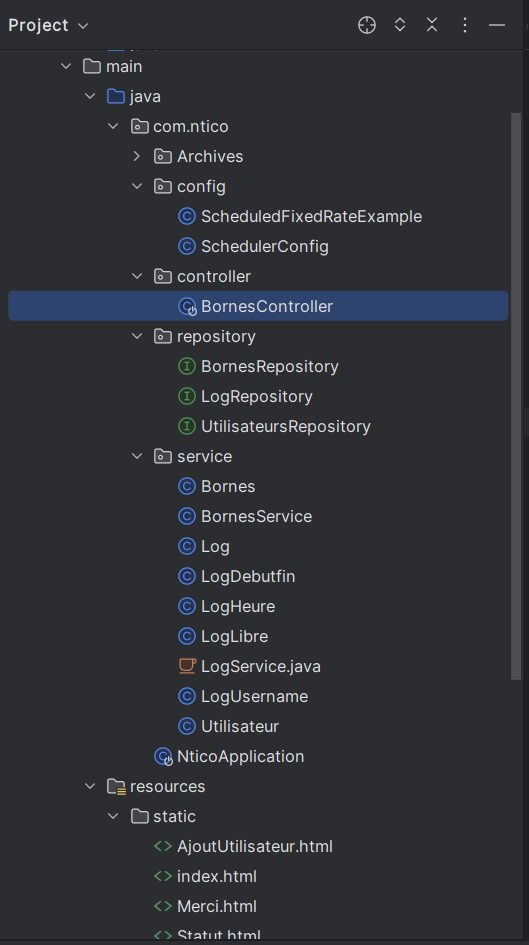 Project
main
java
com.ntico
Archives
config
ScheduledFixedRateExample
SchedulerConfig
controller
BornesController
repository
BornesRepository
LogRepository
UtilisateursRepository
service
Bornes
BornesService
Log
LogDebutfin
LogHeure
LogLibre
LogService.java
LogUsername
Utilisateur
NticoApplication
resources
static
AjoutUtilisateur.html
index.html
Merci.html
Statut.html